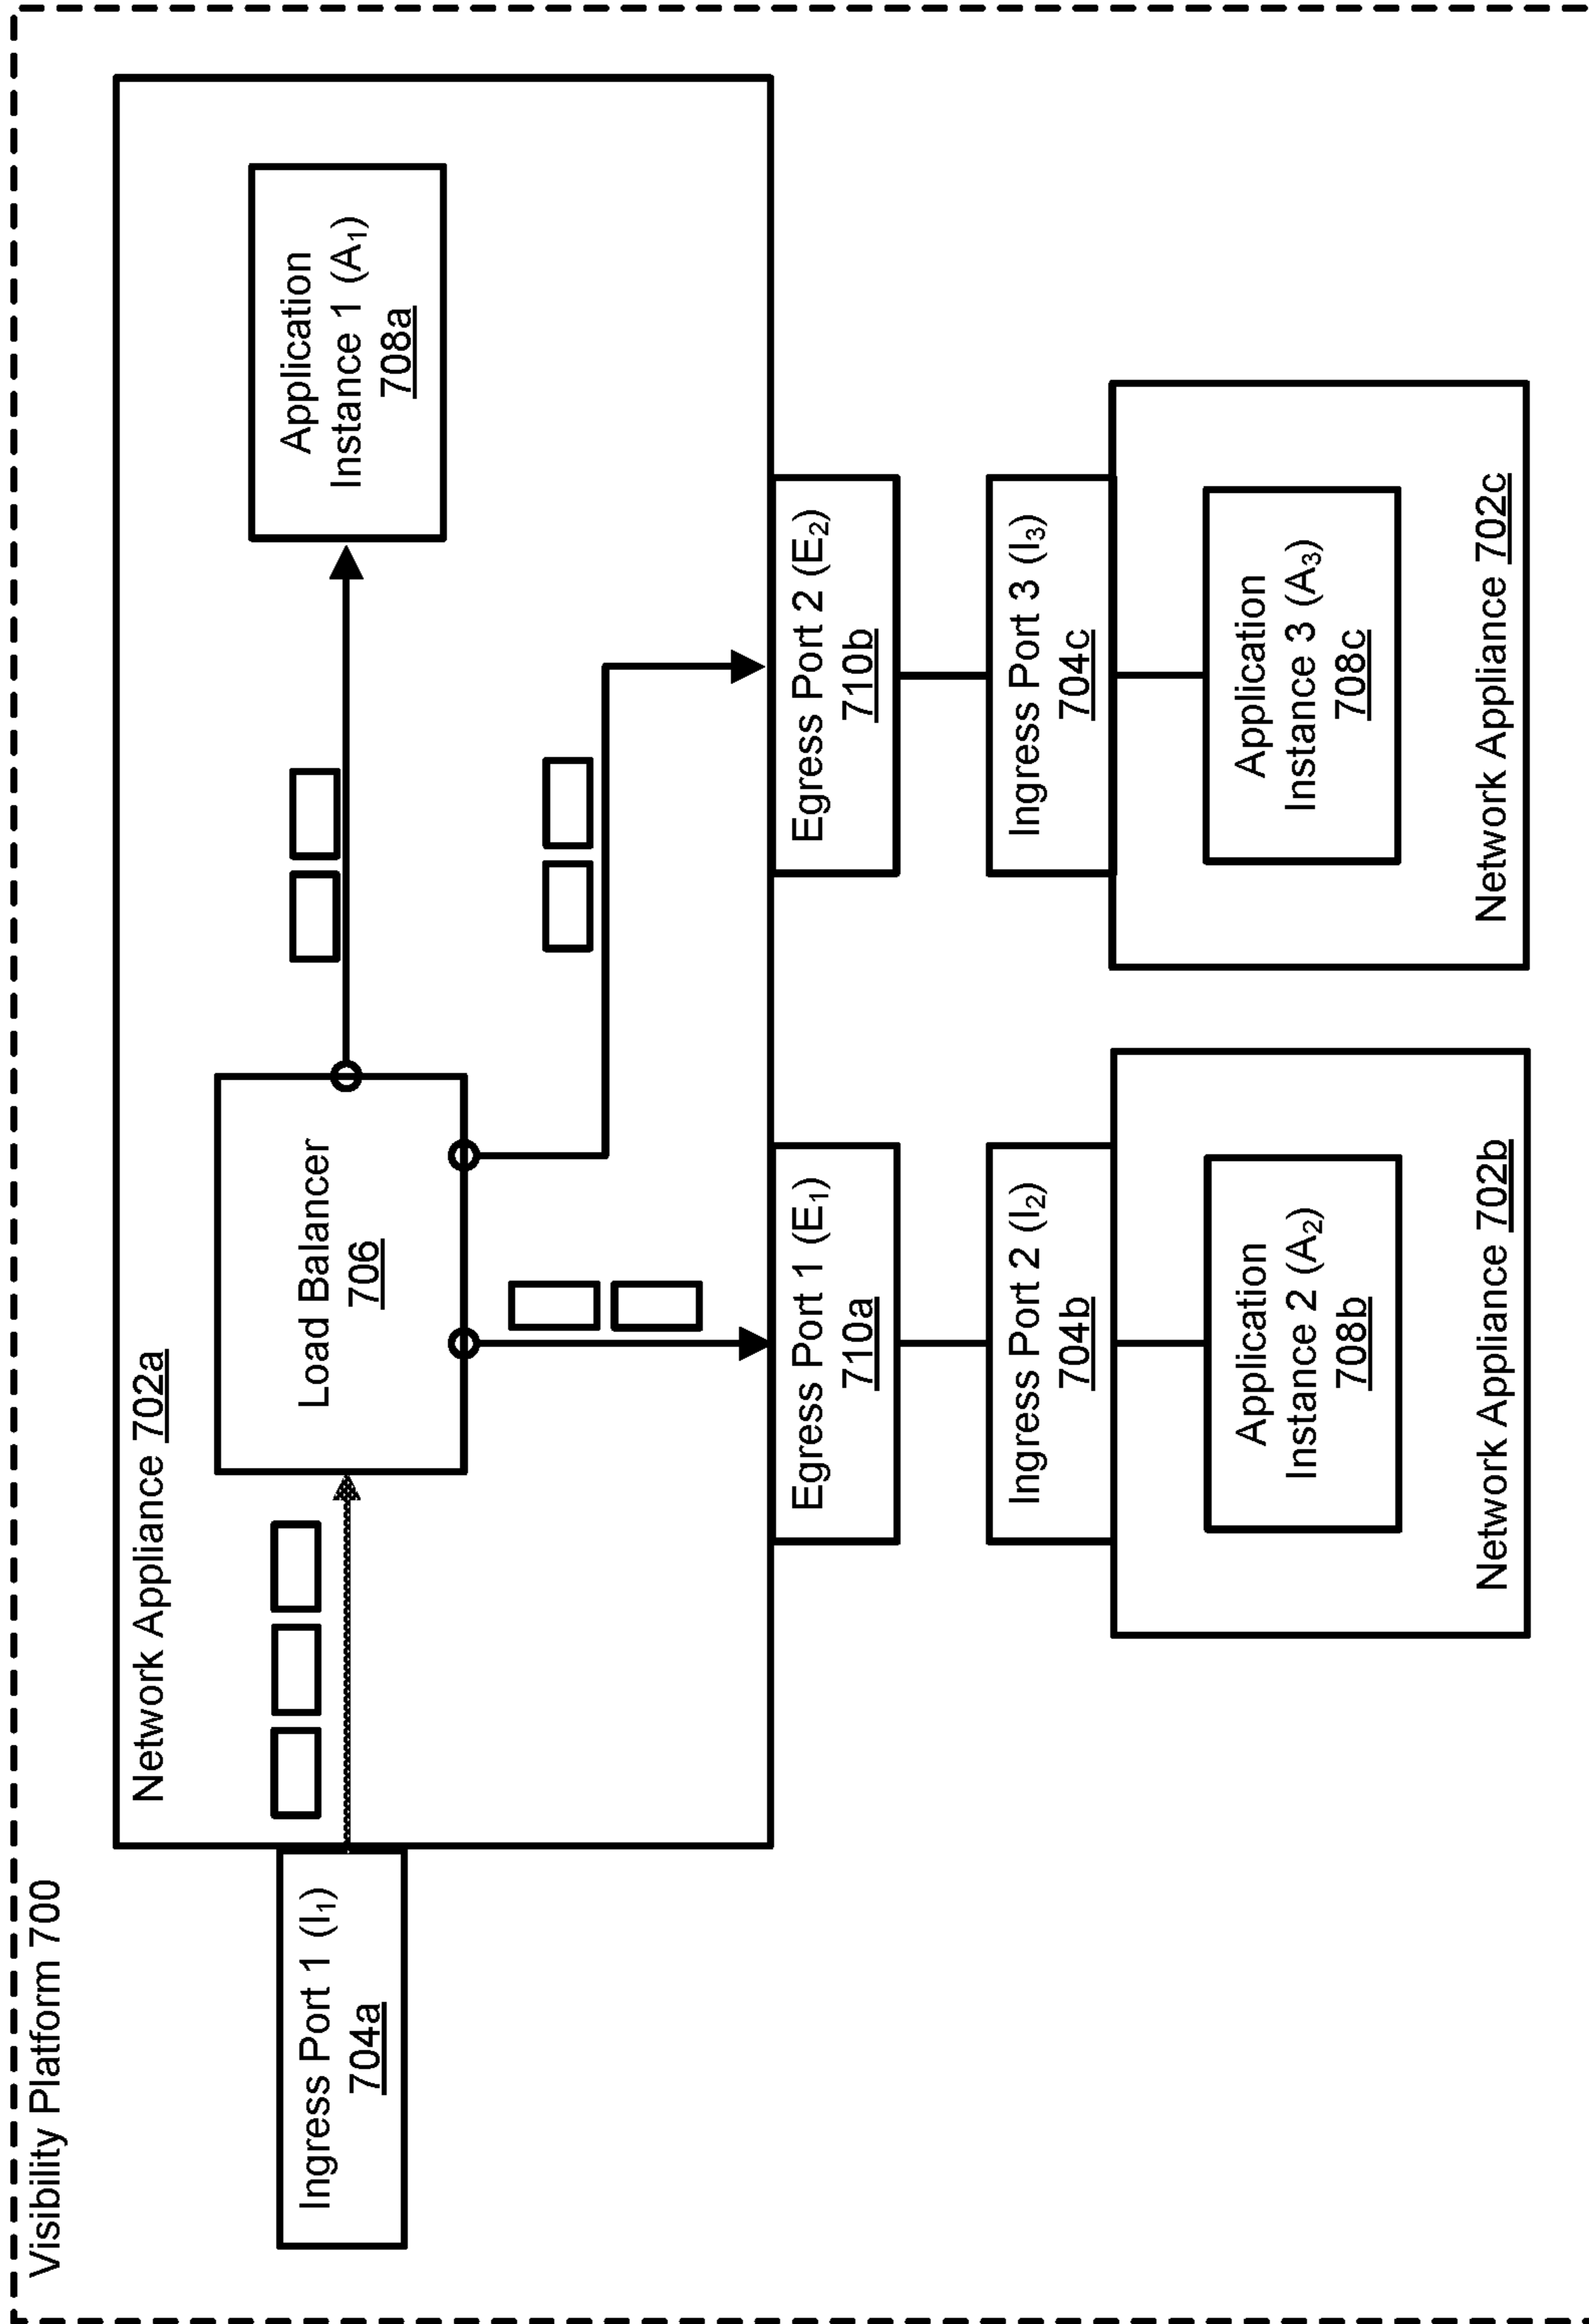 Visibility Platform 700
Network Appliance 702a
Ingress Port 1 (I₁)
704a
Load Balancer
706
Application
Instance 1 (A₁)
708a
Egress Port 1 (E₁)
710a
Egress Port 2 (E₂)
710b
Ingress Port 2 (I₂)
704b
Ingress Port 3 (I₃)
704c
Application
Instance 2 (A₂)
708b
Network Appliance 702b
Application
Instance 3 (A₃)
708c
Network Appliance 702c